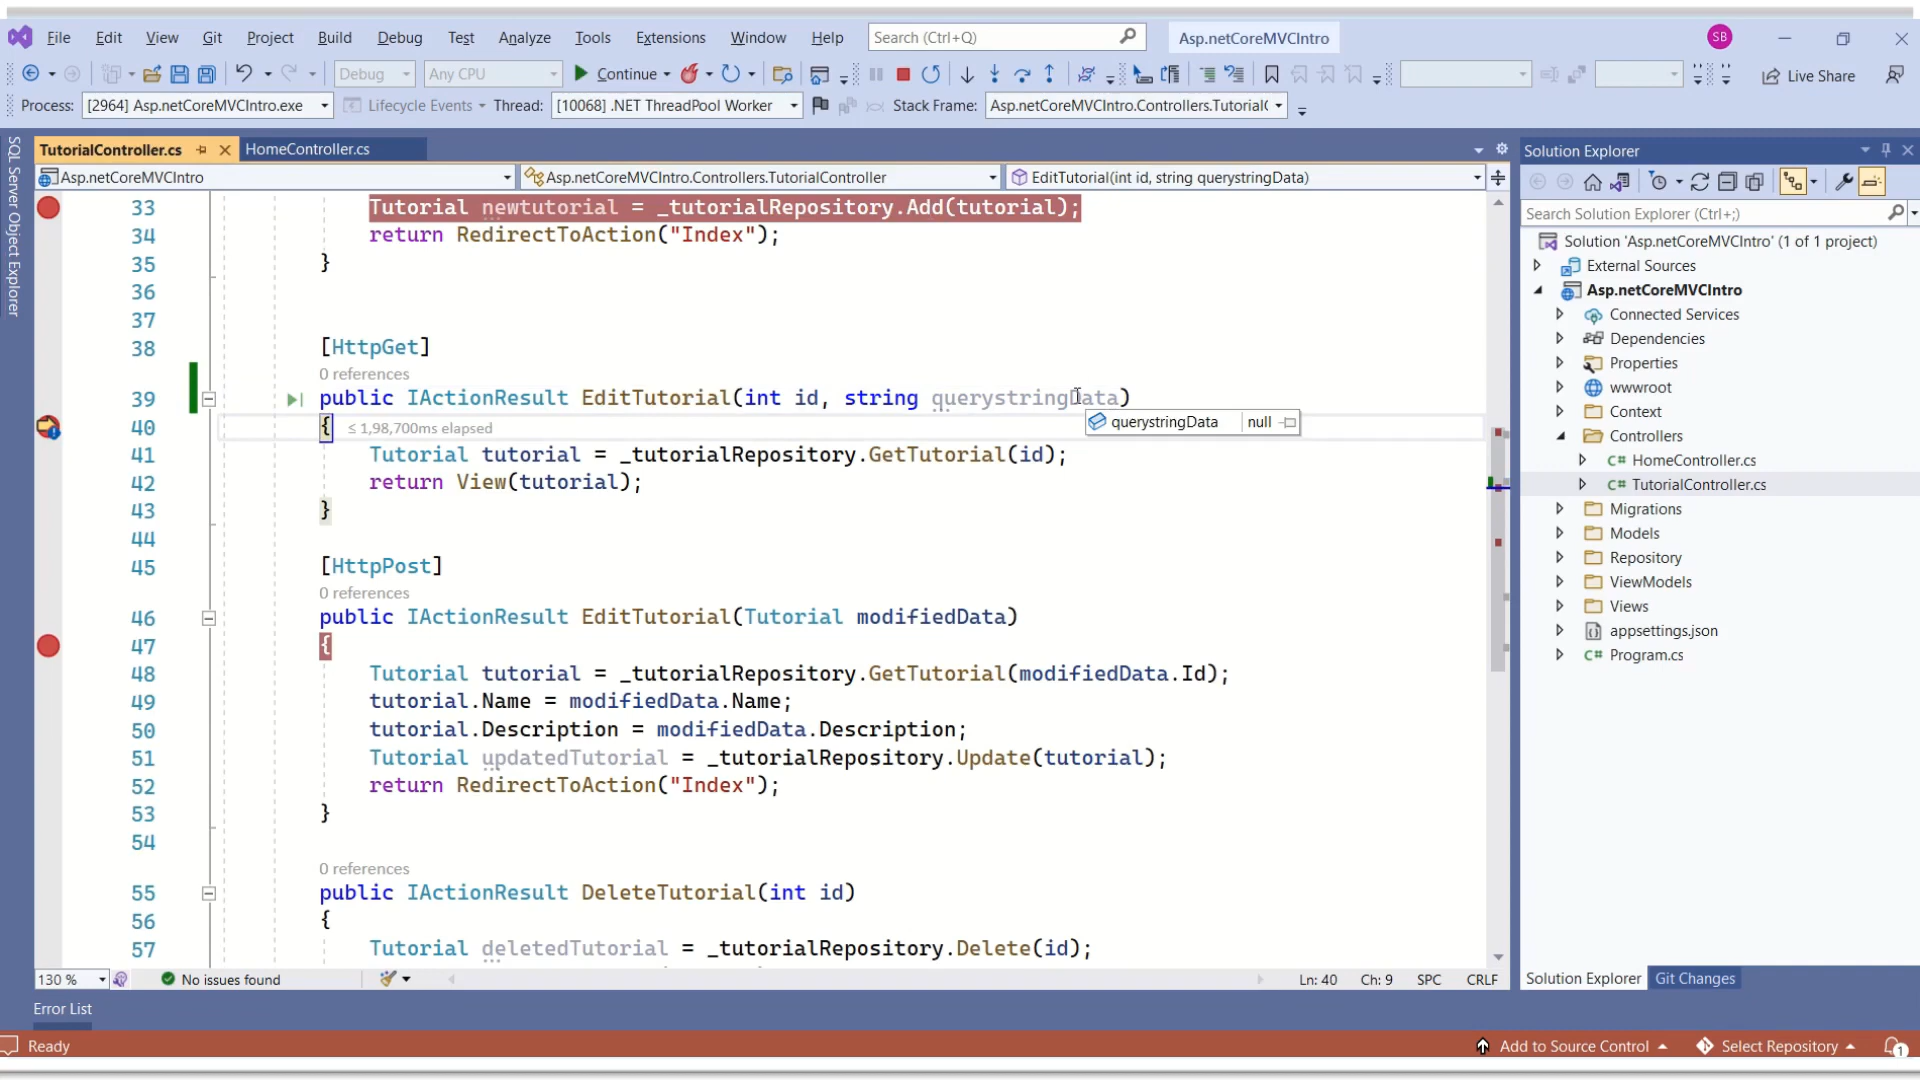 File Edit View Git Project Build Debug Test Analyze Tools Extensions Window Help Search (Ctrl+Q) Asp.netCoreMVCIntro SB
Debug Any CPU Continue Live Share
Process: [2964] Asp.netCoreMVCIntro.exe Lifecycle Events Thread: [10068] .NET ThreadPool Worker Stack Frame: Asp.netCoreMVCIntro.Controllers.Tutorial(
SQL Server Object Explorer
TutorialController.cs HomeController.cs
Asp.netCoreMVCIntro Asp.netCoreMVCIntro.Controllers.TutorialController EditTutorial(int id, string querystringData)
33 Tutorial newtutorial = _tutorialRepository.Add(tutorial);
34 return RedirectToAction("Index");
35 }
36
37
38 [HttpGet]
0 references
39 public IActionResult EditTutorial(int id, string querystringData)
40 { ≤ 1,98,700ms elapsed
querystringData null
41 Tutorial tutorial = _tutorialRepository.GetTutorial(id);
42 return View(tutorial);
43 }
44
45 [HttpPost]
0 references
46 public IActionResult EditTutorial(Tutorial modifiedData)
47 {
48 Tutorial tutorial = _tutorialRepository.GetTutorial(modifiedData.Id);
49 tutorial.Name = modifiedData.Name;
50 tutorial.Description = modifiedData.Description;
51 Tutorial updatedTutorial = _tutorialRepository.Update(tutorial);
52 return RedirectToAction("Index");
53 }
54
0 references
55 public IActionResult DeleteTutorial(int id)
56 {
57 Tutorial deletedTutorial = _tutorialRepository.Delete(id);
130 % No issues found Ln: 40 Ch: 9 SPC CRLF
Solution Explorer
Search Solution Explorer (Ctrl+;)
Solution 'Asp.netCoreMVCIntro' (1 of 1 project)
External Sources
Asp.netCoreMVCIntro
Connected Services
Dependencies
Properties
wwwroot
Context
Controllers
C# HomeController.cs
C# TutorialController.cs
Migrations
Models
Repository
ViewModels
Views
appsettings.json
C# Program.cs
Solution Explorer Git Changes
Error List
Ready Add to Source Control Select Repository 1